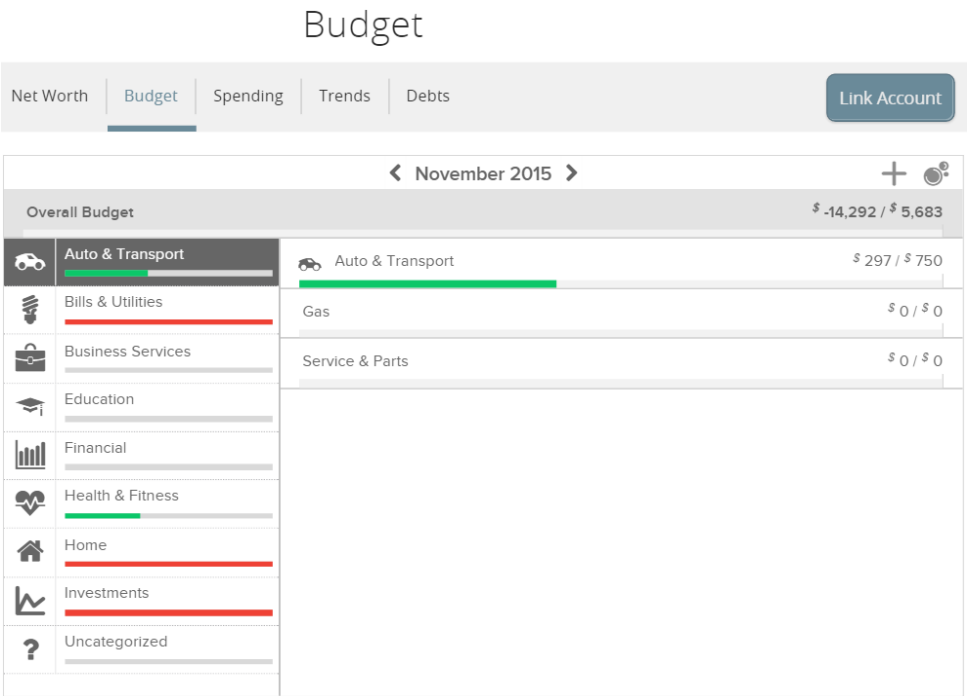 Budget
Net Worth Budget Spending Trends Debts Link Account
November 2015
Overall Budget $ -14,292 / $ 5,683
Auto & Transport
Bills & Utilities
Business Services
Education
Financial
Health & Fitness
Home
Investments
? Uncategorized
Auto & Transport $ 297 / $ 750
Gas $ 0 / $ 0
Service & Parts $ 0 / $ 0